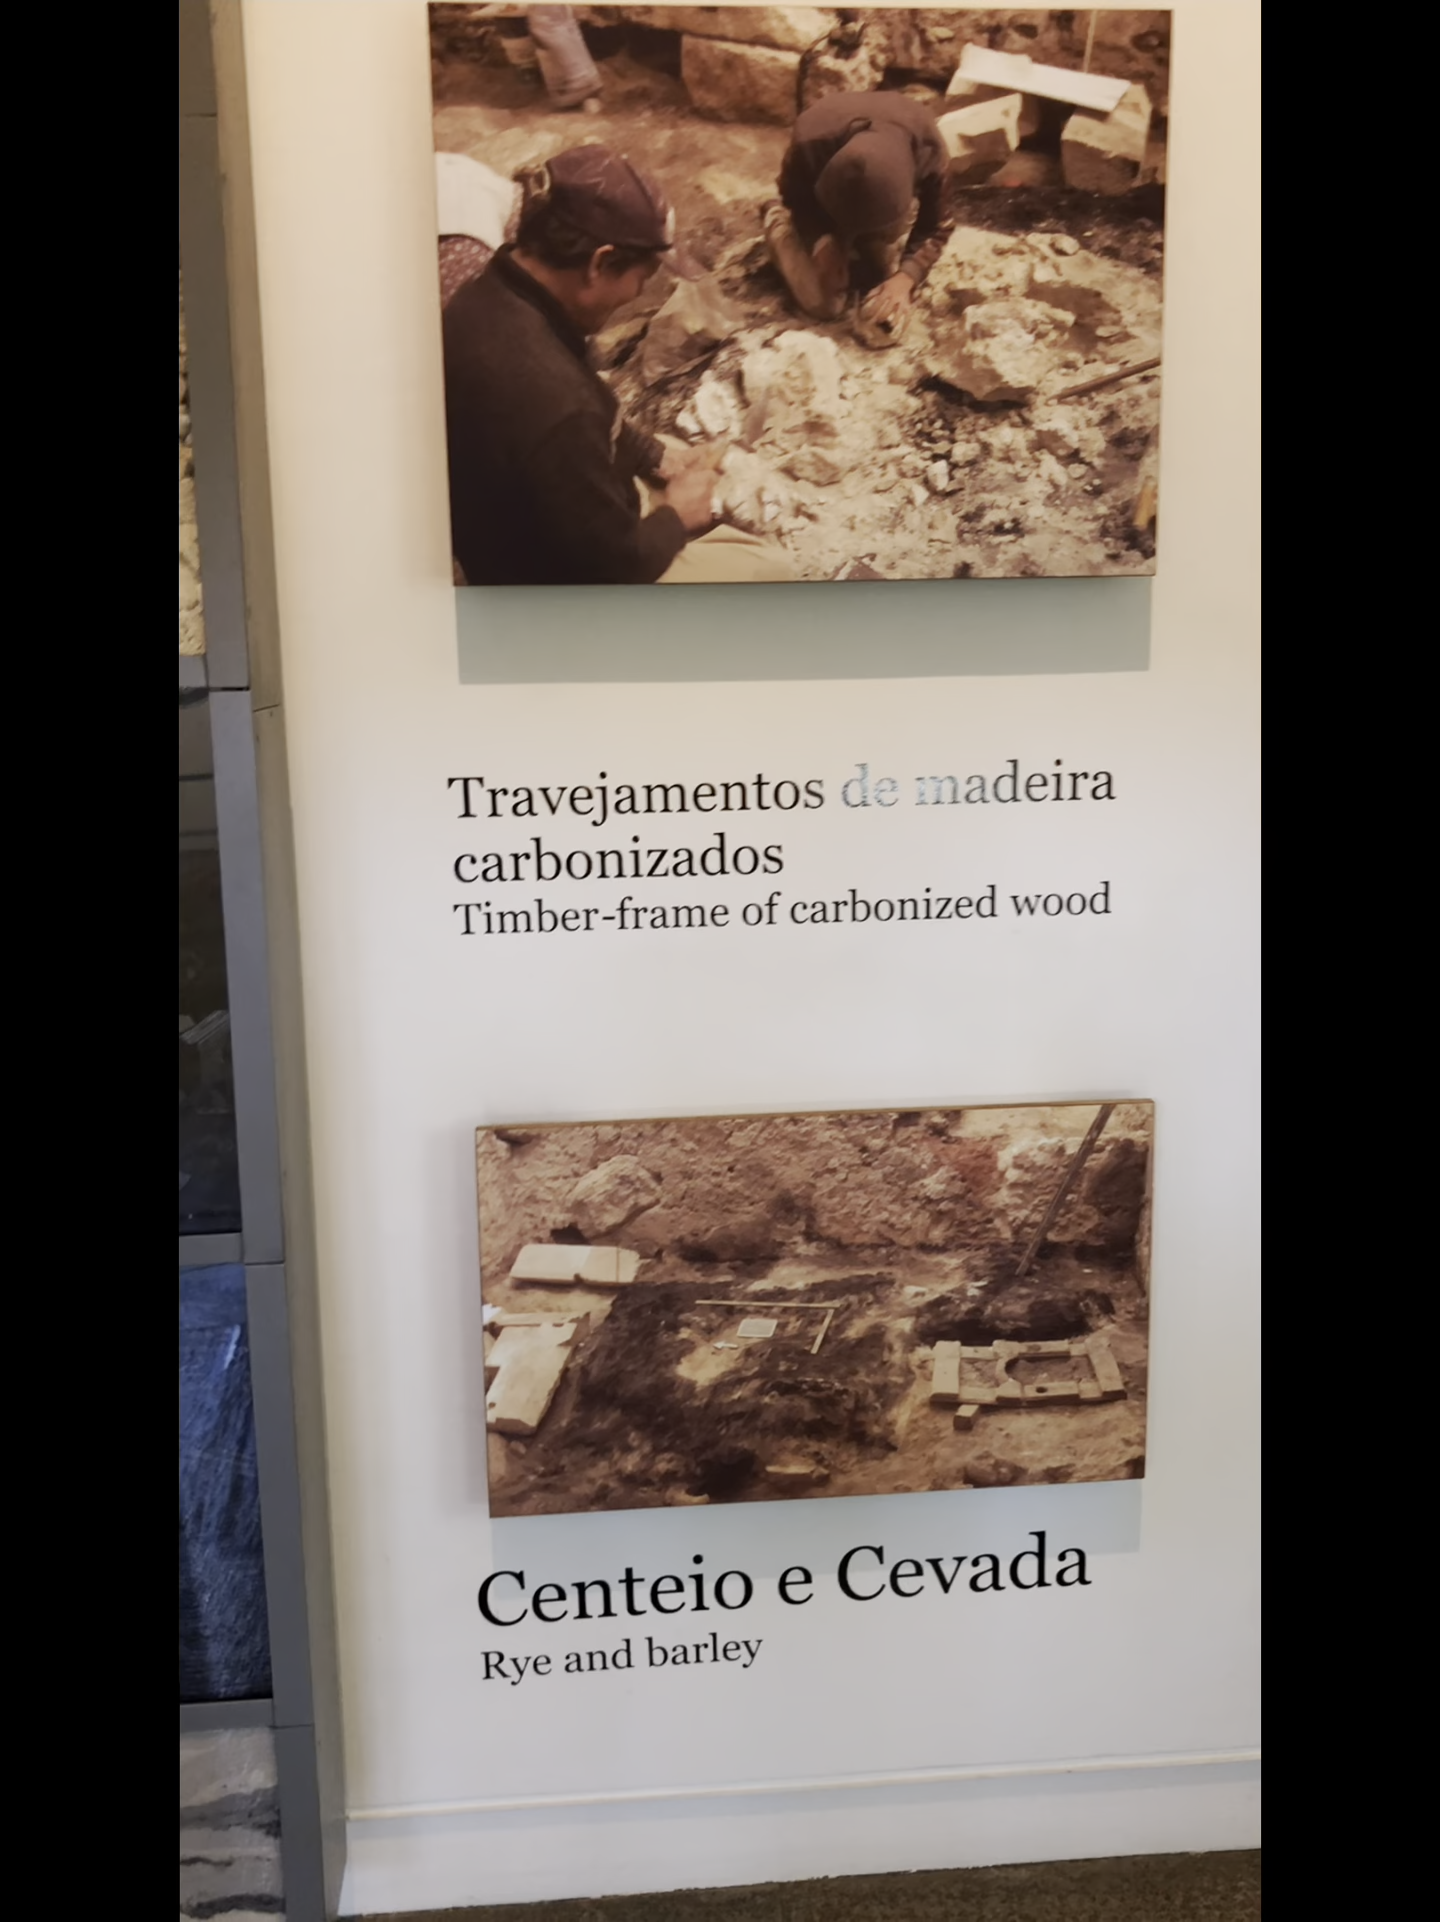 Travejamentos de madeira
carbonizados
Timber-frame of carbonized wood
Centeio e Cevada
Rye and barley